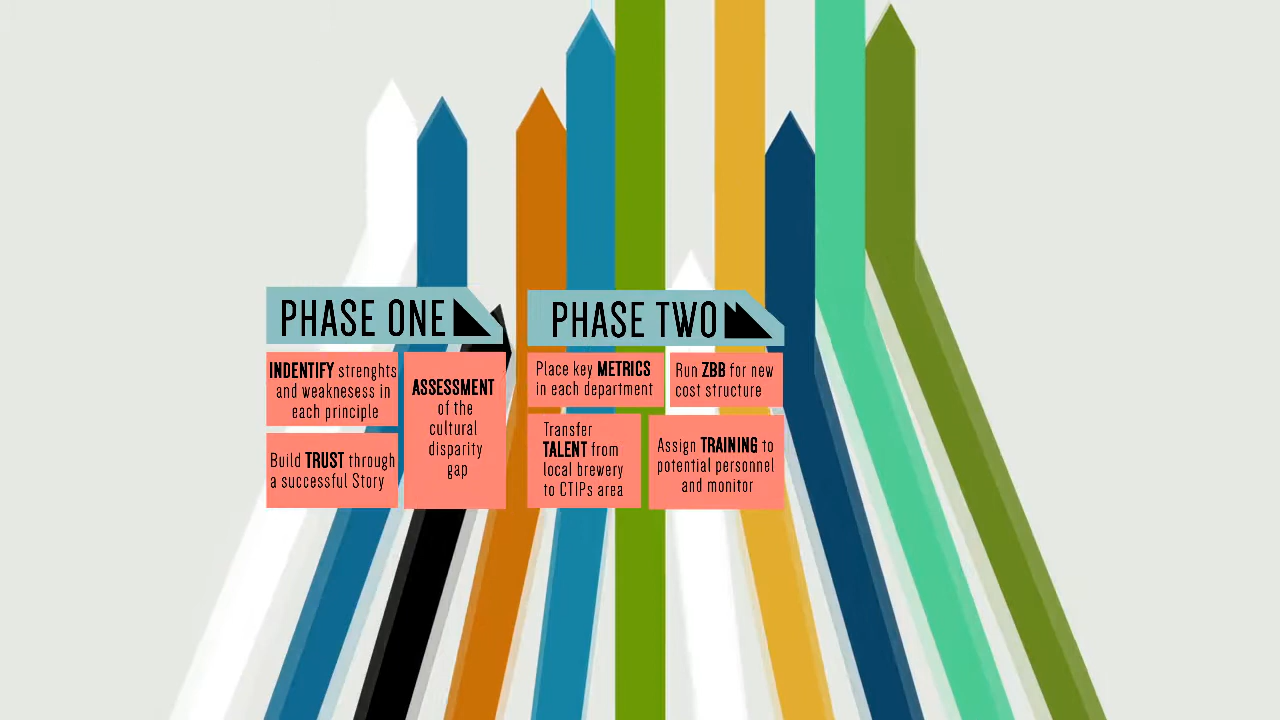 PHASE ONE
INDENTIFY strenghts
and weakneses in
each principle
Build TRUST through
a successful Story
ASSESSMENT
of the
cultural
disparity
gap
PHASE TWO
Place key METRICS
in each department
Run ZBB for new
cost structure
Transfer
TALENT from
local brewery
to CTIPs area
Assign TRAINING to
potential personnel
and monitor